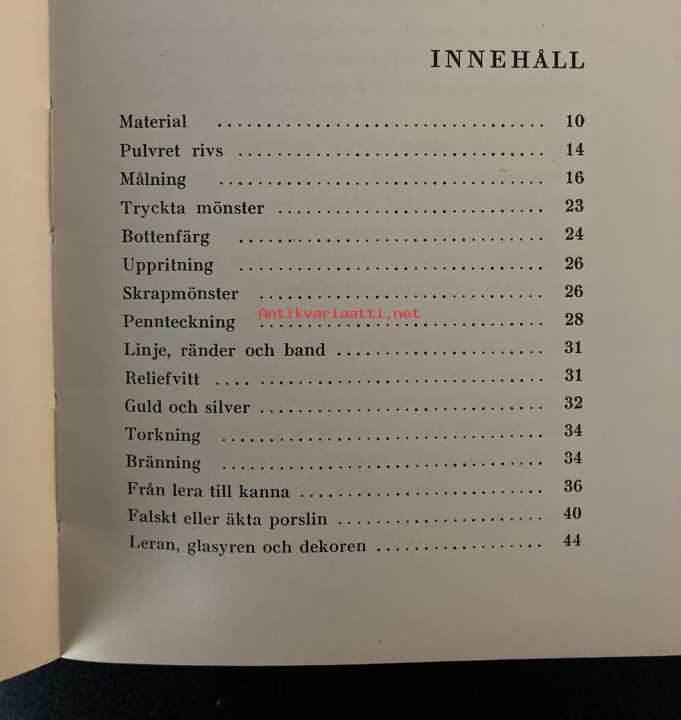 INNEHÅLL
Material .................................. 10
Pulvret rivs ................................ 14
Målning .................................. 16
Tryckta mönster ............................ 23
Bottenfärg ................................ 24
Uppritning ................................ 26
Skrapmönster .............................. 26
Antikvariaatti.net
Pennteckning .............................. 28
Linje, ränder och band ...................... 31
Reliefvitt .... .............................. 31
Guld och silver .............................. 32
Torkning .................................. 34
Bränning .................................. 34
Från lera till kanna .......................... 36
Falskt eller äkta porslin ...................... 40
Leran, glasyren och dekoren .................. 44